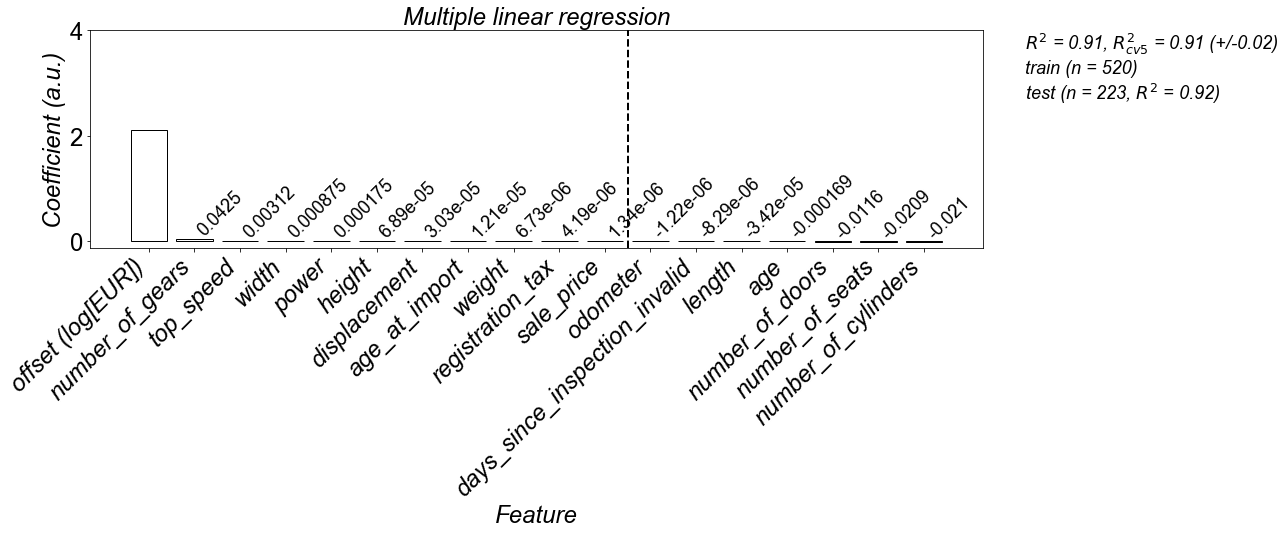 Multiple linear regression
R² = 0.91, R²cv5 = 0.91 (+/-0.02)
train (n = 520)
test (n = 223, R² = 0.92)
Coefficient (a.u.)
4
2
0
0.0425
0.00312
0.000875
0.000175
6.89e-05
3.03e-05
1.21e-05
6.73e-06
4.19e-06
1.34e-06
-1.22e-06
-8.29e-06
-3.42e-05
-0.000169
-0.0116
-0.0209
-0.021
offset (log[EUR])
number_of_gears
top_speed
width
power
height
displacement
age_at_import
weight
registration_tax
sale_price
odometer
days_since_inspection_invalid
length
age
number_of_doors
number_of_seats
number_of_cylinders
Feature